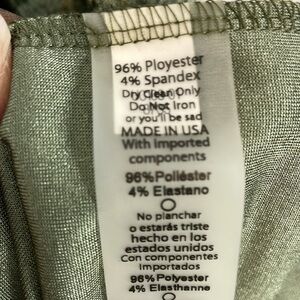 96% Ployester
4% Spandex
Dry Clean Only
Do Not Iron
or you'll be sad
MADE IN USA
With Imported
components
96% Poliéster
4% Elastano
No planchar
o estarás triste
hecho en los
estados unidos
Con componentes
importados
96% Polyester
4% Elasthanne